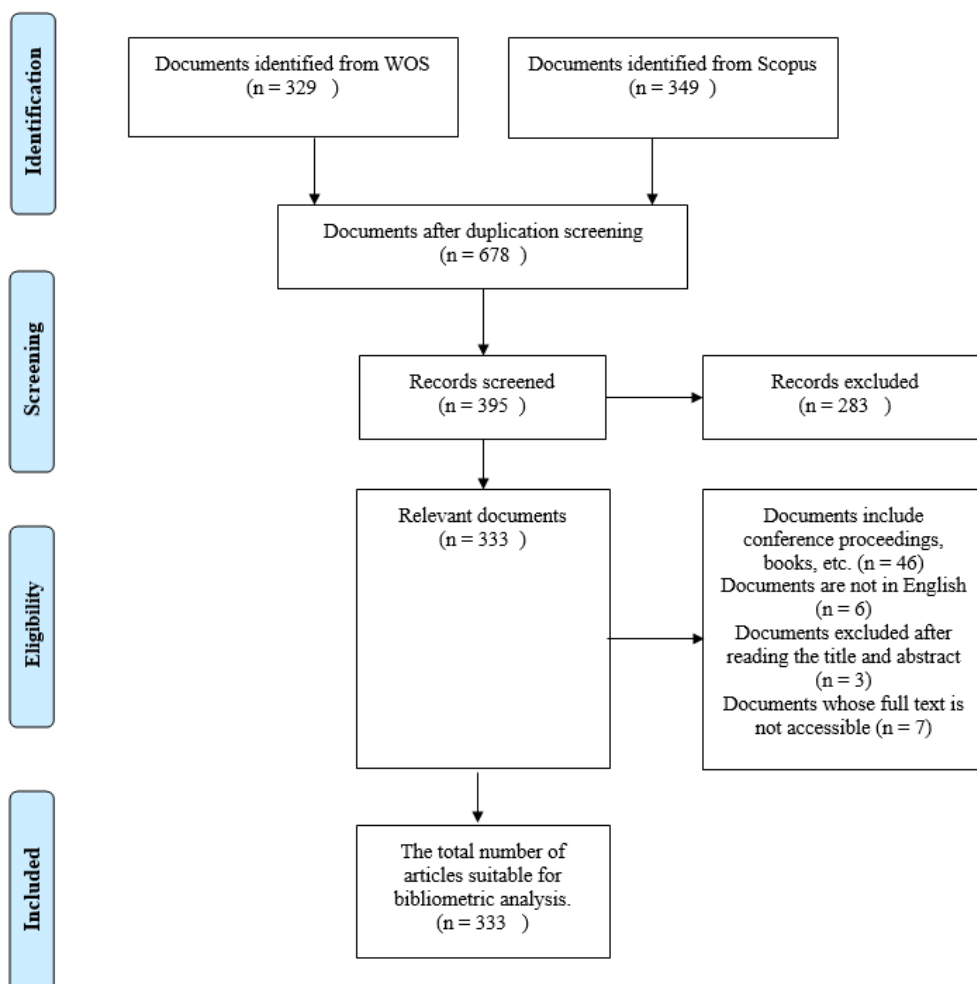 Identification
Documents identified from WOS
(n = 329 )
Documents identified from Scopus
(n = 349 )
Documents after duplication screening
(n = 678 )
Screening
Records screened
(n = 395 )
Records excluded
(n = 283 )
Eligibility
Relevant documents
(n = 333 )
Documents include
conference proceedings,
books, etc. (n = 46)
Documents are not in English
(n = 6)
Documents excluded after
reading the title and abstract
(n = 3)
Documents whose full text is
not accessible (n = 7)
Included
The total number of
articles suitable for
bibliometric analysis.
(n = 333 )